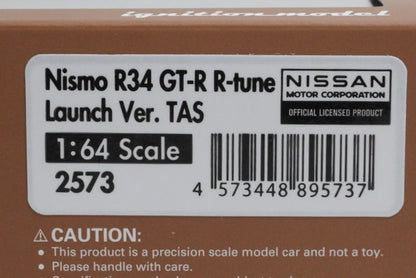 ignition model
Nismo R34 GT-R R-tune
Launch Ver. TAS
NISSAN
MOTOR CORPORATION
OFFICIAL LICENSED PRODUCT
1:64 Scale
2573
4 573448 895737
⚠CAUTION:
• This product is a precision scale model car and not a toy.
• Please handle with care.